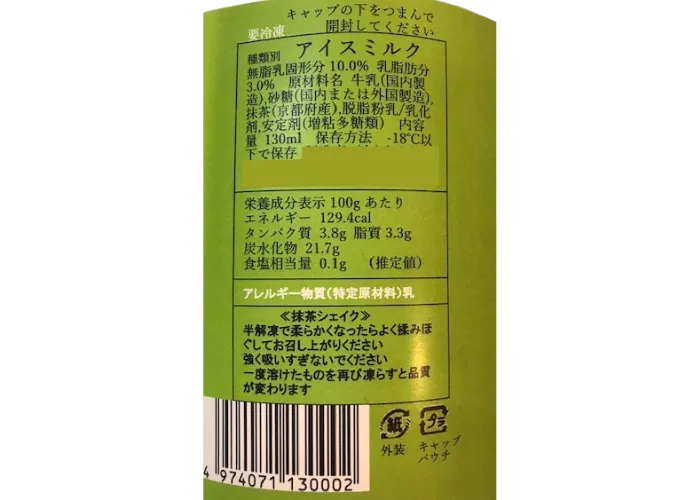 キャップの下をつまんで
要冷凍 開封してください
種類別 アイスミルク
無脂乳固形分 10.0% 乳脂肪分
3.0% 原材料名 牛乳(国内製
造),砂糖(国内または外国製造),
抹茶(京都府産),脱脂粉乳/乳化
剤,安定剤(増粘多糖類) 内容
量 130ml 保存方法 -18℃以
下で保存
栄養成分表示 100g あたり
エネルギー 129.4cal
タンパク質 3.8g 脂質 3.3g
炭水化物 21.7g
食塩相当量 0.1g (推定値)
アレルギー物質(特定原材料)乳
≪抹茶シェイク≫
半解凍で柔らかくなったらよく揉みほ
ぐしてお召し上がりください
強く吸いすぎないでください
一度溶けたものを再び凍らすと品質
が変わります
紙 プラ
外装 キャップ
パウチ
4 974071 130002